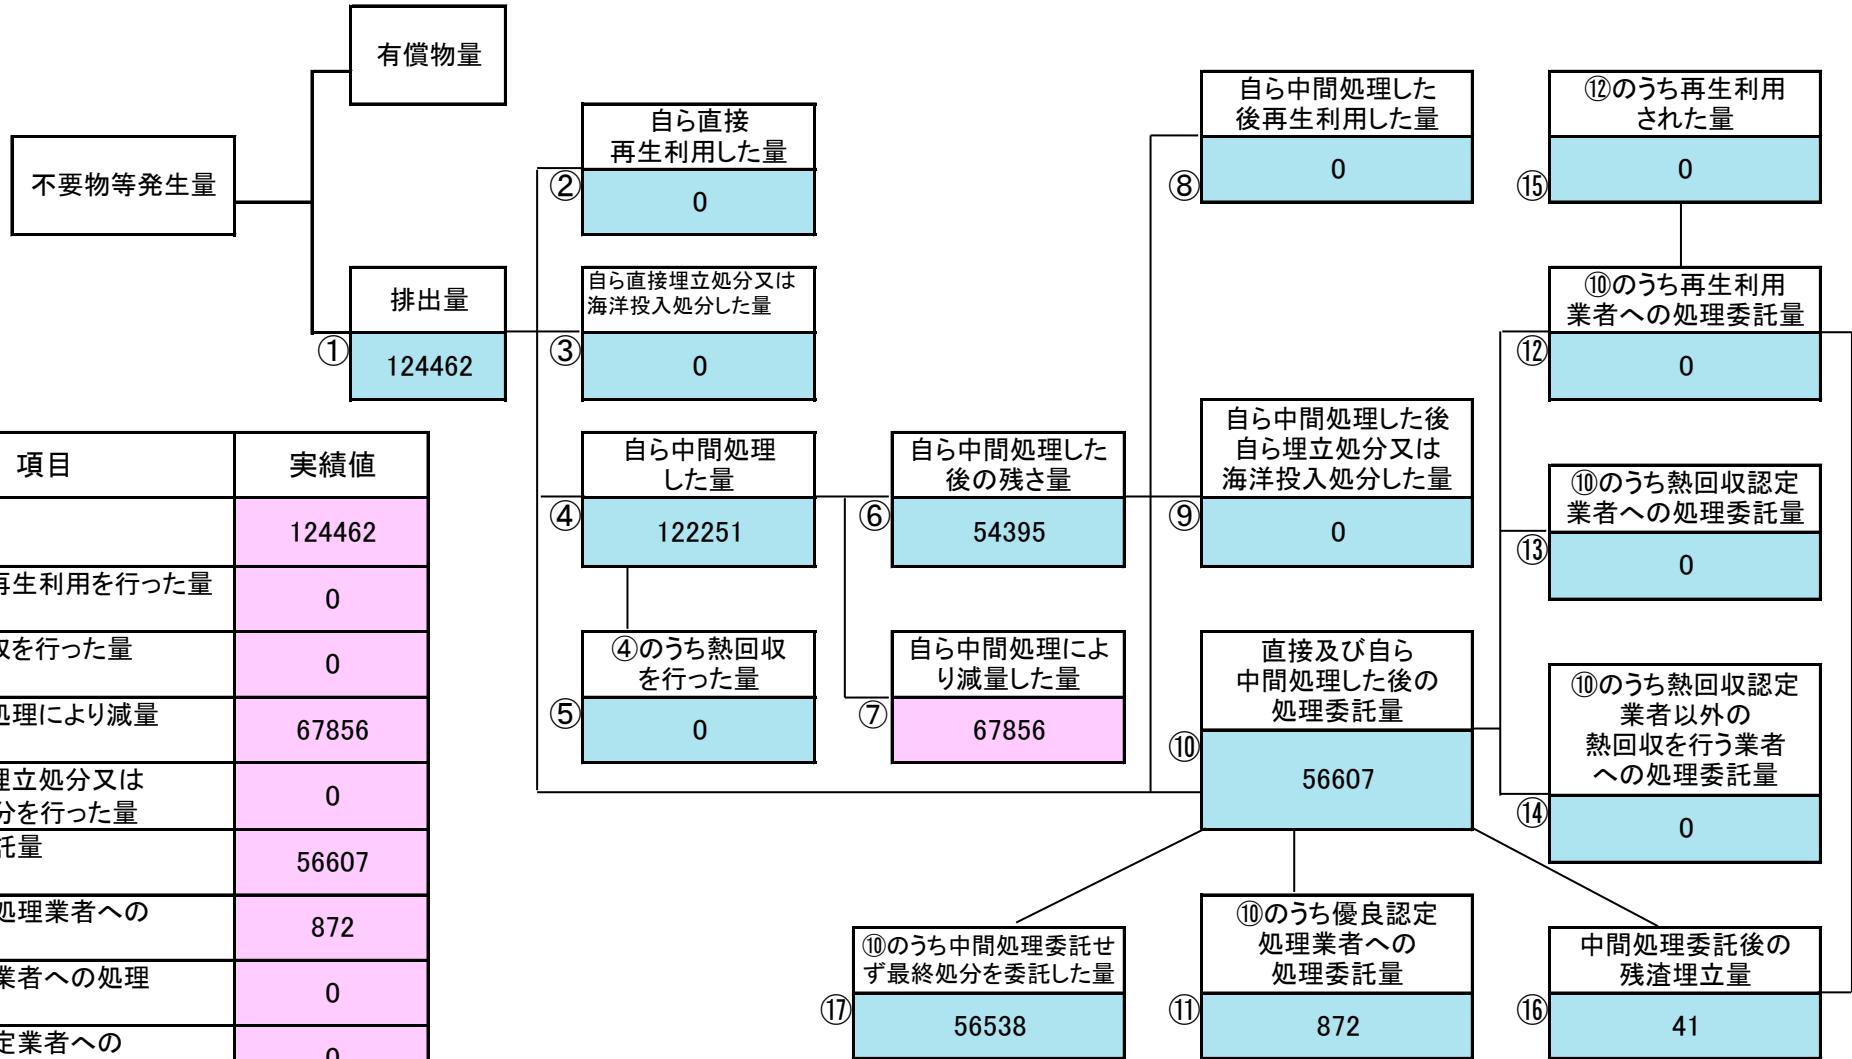 有償物量
不要物等発生量
排出量
①
124462
自ら直接
再生利用した量
②
0
自ら直接埋立処分又は
海洋投入処分した量
③
0
自ら中間処理
した量
④
122251
④のうち熱回収
を行った量
⑤
0
自ら中間処理した
後の残さ量
⑥
54395
自ら中間処理によ
り減量した量
⑦
67856
自ら中間処理した
後再生利用した量
⑧
0
自ら中間処理した後
自ら埋立処分又は
海洋投入処分した量
⑨
0
直接及び自ら
中間処理した後の
処理委託量
⑩
56607
⑫のうち再生利用
された量
⑮
0
⑩のうち再生利用
業者への処理委託量
⑫
0
⑩のうち熱回収認定
業者への処理委託量
⑬
0
⑩のうち熱回収認定
業者以外の
熱回収を行う業者
への処理委託量
⑭
0
⑩のうち中間処理委託せ
ず最終処分を委託した量
⑰
56538
⑩のうち優良認定
処理業者への
処理委託量
⑪
872
中間処理委託後の
残渣埋立量
⑯
41
項目 実績値
124462
再生利用を行った量 0
を行った量 0
処理により減量 67856
埋立処分又は
分を行った量 0
託量 56607
処理業者への 872
業者への処理 0
定業者への 0